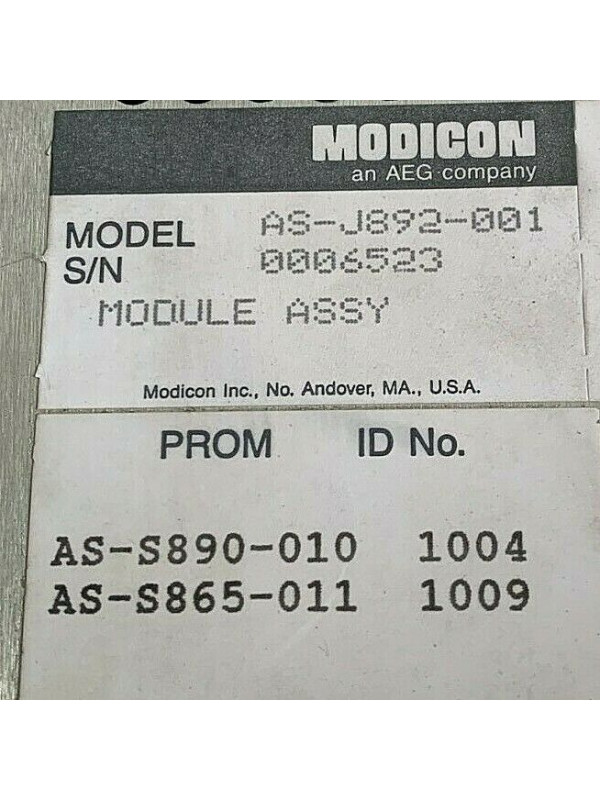 MODICON
an AEG company
MODEL AS-J892-001
S/N 0006523
MODULE ASSY
Modicon Inc., No. Andover, MA., U.S.A.
PROM ID No.
AS-S890-010 1004
AS-S865-011 1009